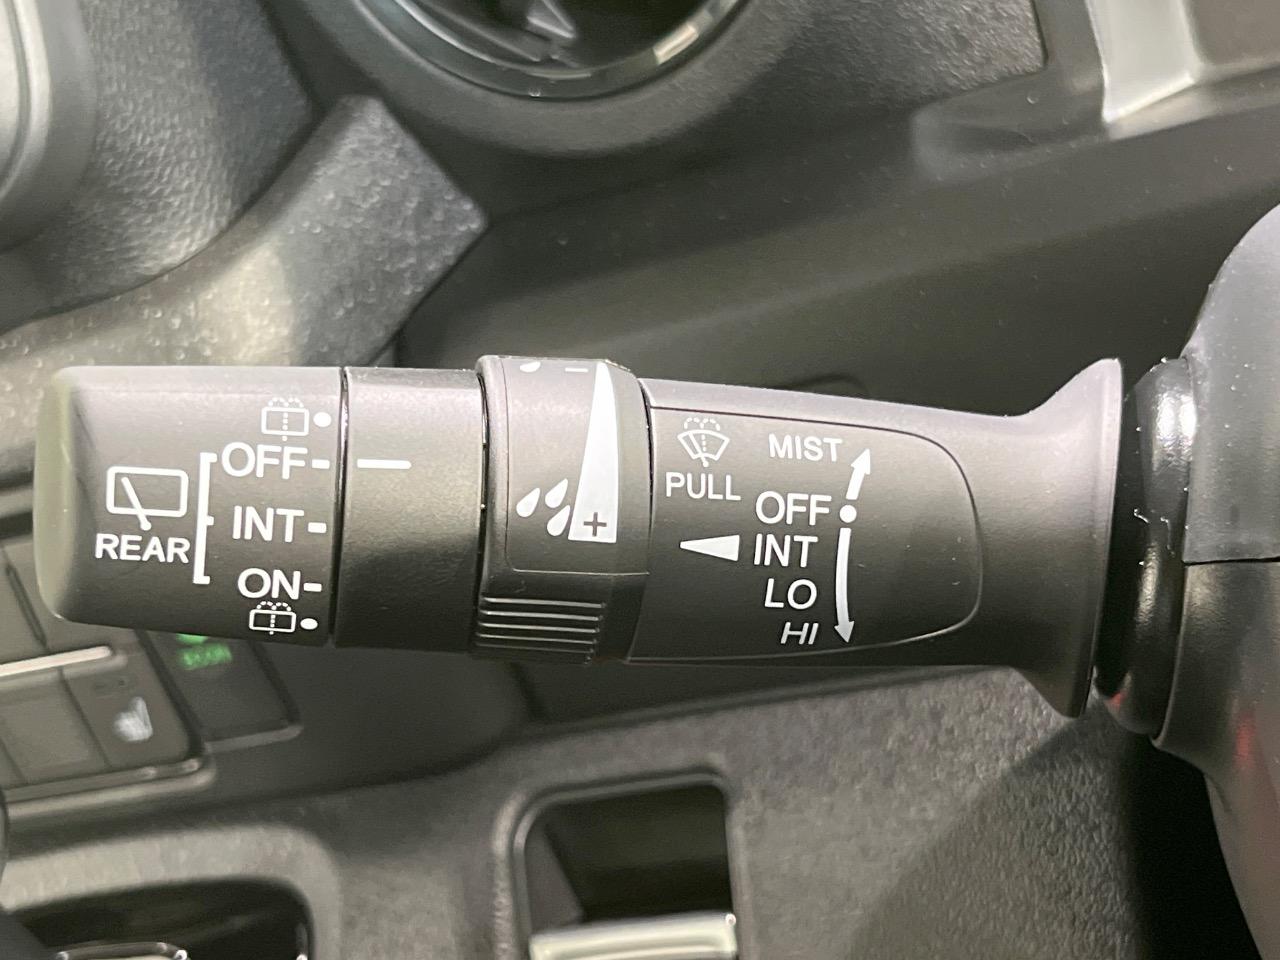 REAR
OFF
INT
ON
- +
PULL
MIST
OFF
INT
LO
HI